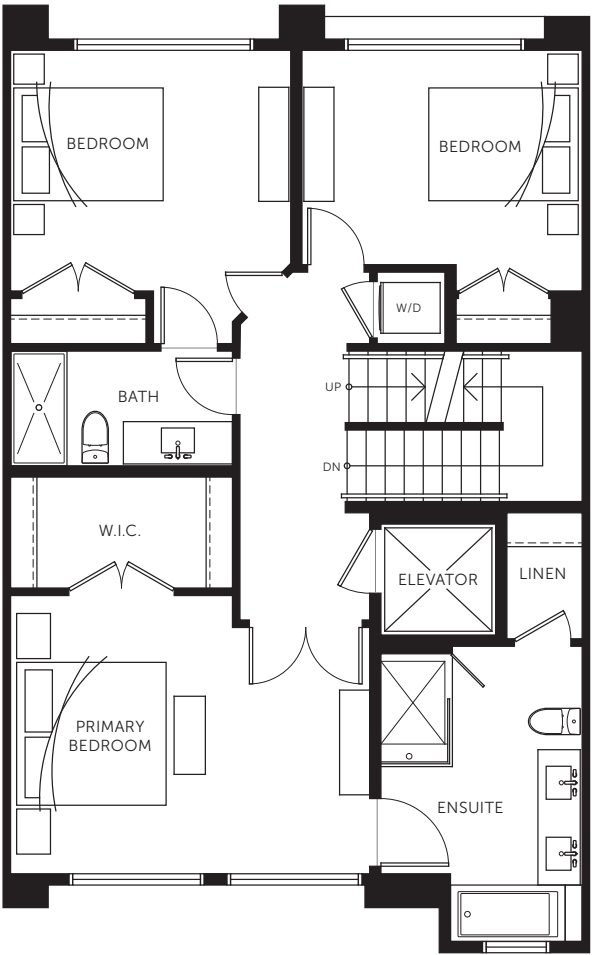 BEDROOM
BEDROOM
W/D
UP
BATH
DN
W.I.C.
ELEVATOR
LINEN
PRIMARY
BEDROOM
ENSUITE